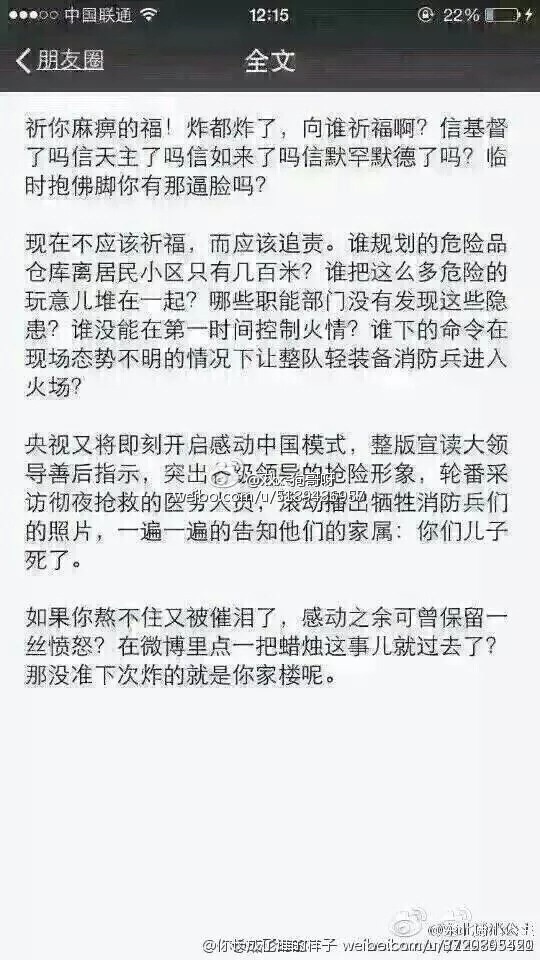 中国联通
12:15
22%
朋友圈
全文
祈你麻痹的福！炸都炸了，向谁祈福啊？信基督
了吗信天主了吗信如来了吗信默罕默德了吗？临
时抱佛脚你有那逼脸吗？
现在不应该祈福，而应该追责。谁规划的危险品
仓库离居民小区只有几百米？谁把这么多危险的
玩意儿堆在一起？哪些职能部门没有发现这些隐
患？谁没能在第一时间控制火情？谁下的命令在
现场态势不明的情况下让整队轻装备消防兵进入
火场？
央视又将即刻开启感动中国模式，整版宣读大领
导善后指示，突出 级领导的抢险形象，轮番采
访彻夜抢救的医务人员，滚动播出牺牲消防兵们
的照片，一遍一遍的告知他们的家属：你们儿子
死了。
如果你熬不住又被催泪了，感动之余可曾保留一
丝愤怒？在微博里点一把蜡烛这事儿就过去了？
那没准下次炸的就是你家楼呢。
weibo.com/u/
weibo.com/u/